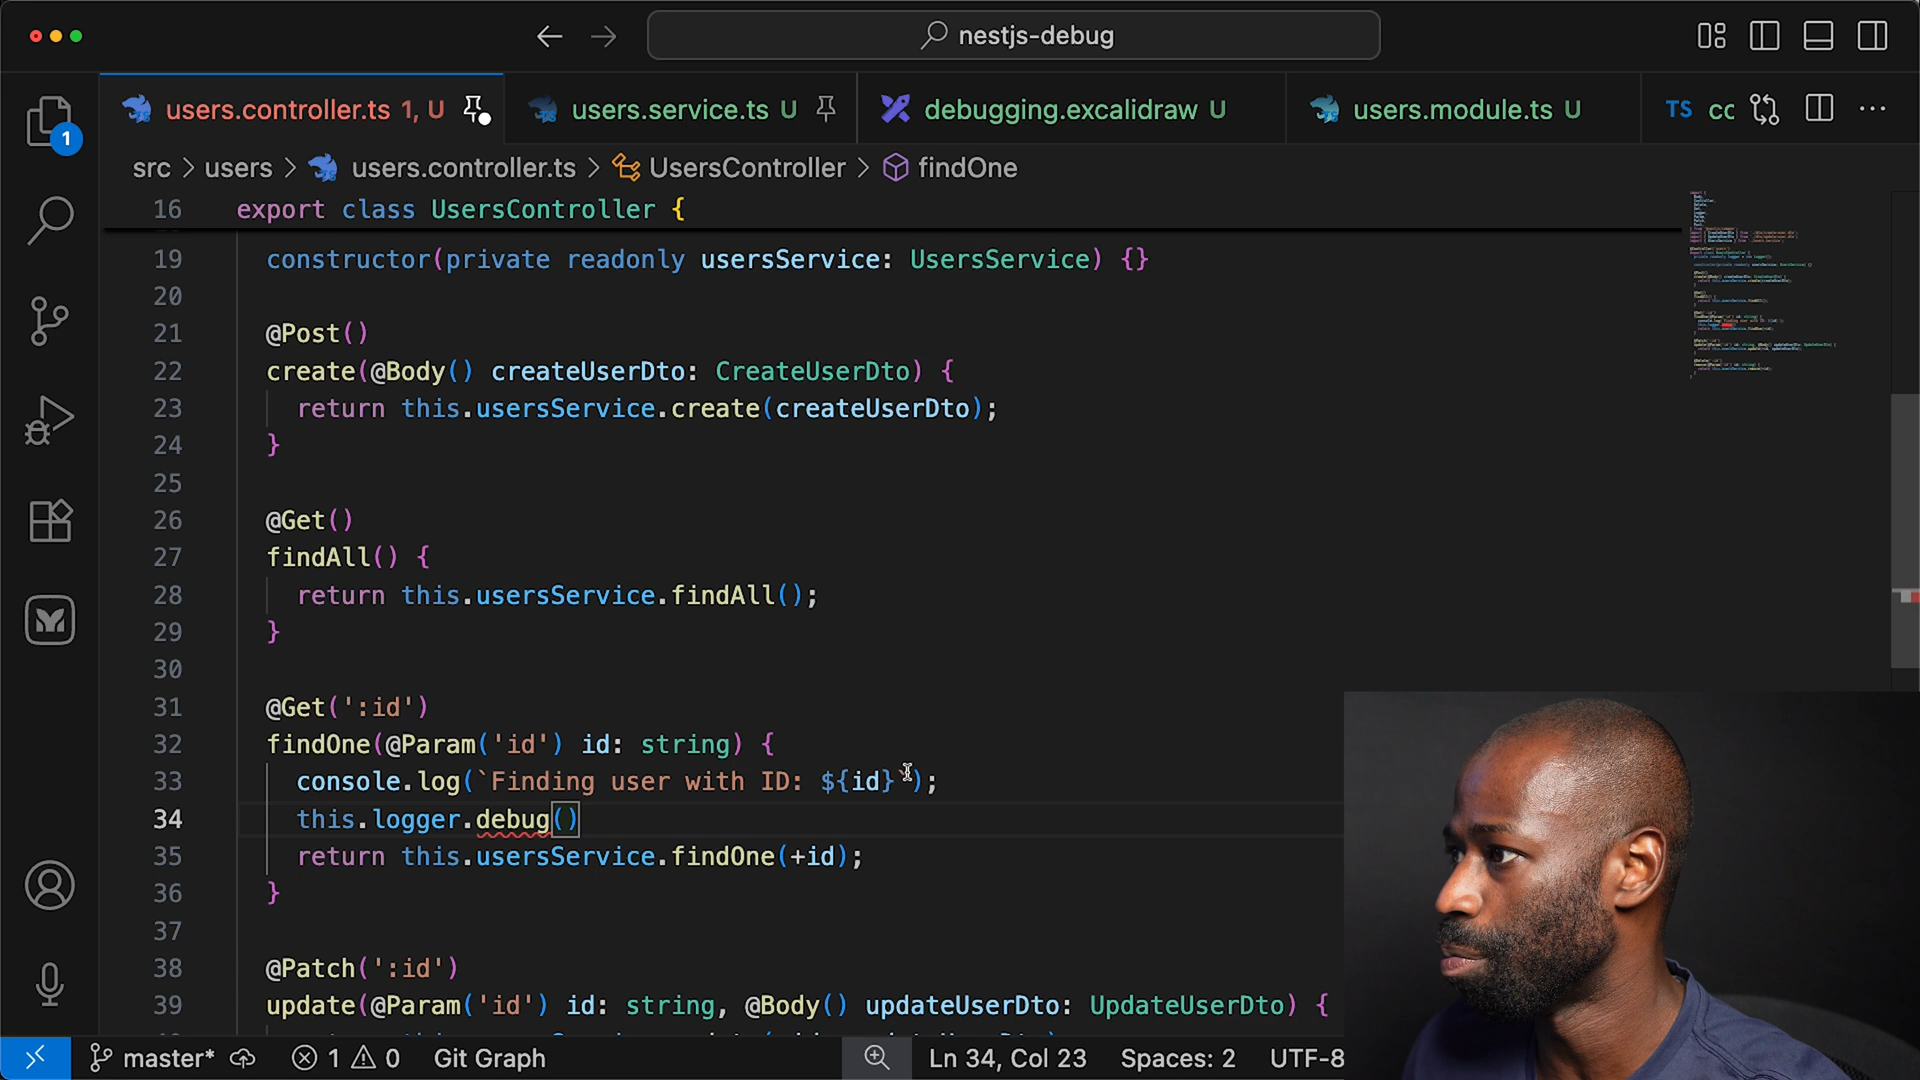 nestjs-debug
users.controller.ts 1, U
users.service.ts U
debugging.excalidraw U
users.module.ts U
TS cc
src > users > users.controller.ts > UsersController > findOne
16 export class UsersController {
19 constructor(private readonly usersService: UsersService) {}
20
21 @Post()
22 create(@Body() createUserDto: CreateUserDto) {
23 return this.usersService.create(createUserDto);
24 }
25
26 @Get()
27 findAll() {
28 return this.usersService.findAll();
29 }
30
31 @Get(':id')
32 findOne(@Param('id') id: string) {
33 console.log(`Finding user with ID: ${id}`);
34 this.logger.debug()
35 return this.usersService.findOne(+id);
36 }
37
38 @Patch(':id')
39 update(@Param('id') id: string, @Body() updateUserDto: UpdateUserDto) {
1
master* 1 0 Git Graph Ln 34, Col 23 Spaces: 2 UTF-8